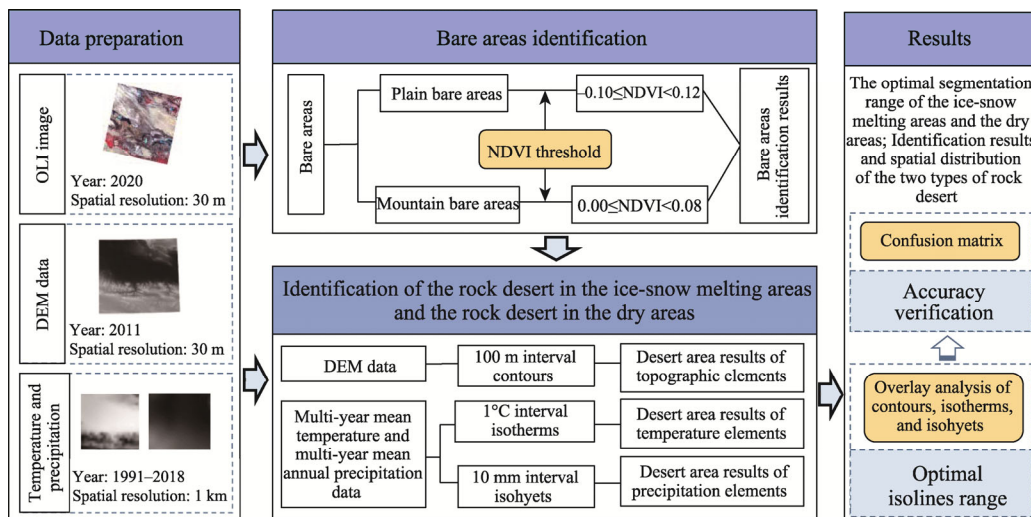 Data preparation
OLI image
Year: 2020
Spatial resolution: 30 m
DEM data
Year: 2011
Spatial resolution: 30 m
Temperature and
precipitation
Year: 1991–2018
Spatial resolution: 1 km
Bare areas identification
Bare areas
Plain bare areas
–0.10≤NDVI<0.12
NDVI threshold
Mountain bare areas
0.00≤NDVI<0.08
Bare areas
identification results
Identification of the rock desert in the ice-snow melting areas
and the rock desert in the dry areas
DEM data
100 m interval
contours
Desert area results of
topographic elements
Multi-year mean
temperature and
multi-year mean
annual precipitation
data
1°C interval
isotherms
Desert area results of
temperature elements
10 mm interval
isohyets
Desert area results of
precipitation elements
Results
The optimal segmentation
range of the ice-snow
melting areas and the dry
areas; Identification results
and spatial distribution
of the two types of rock
desert
Confusion matrix
Accuracy
verification
Overlay analysis of
contours, isotherms,
and isohyets
Optimal
isolines range